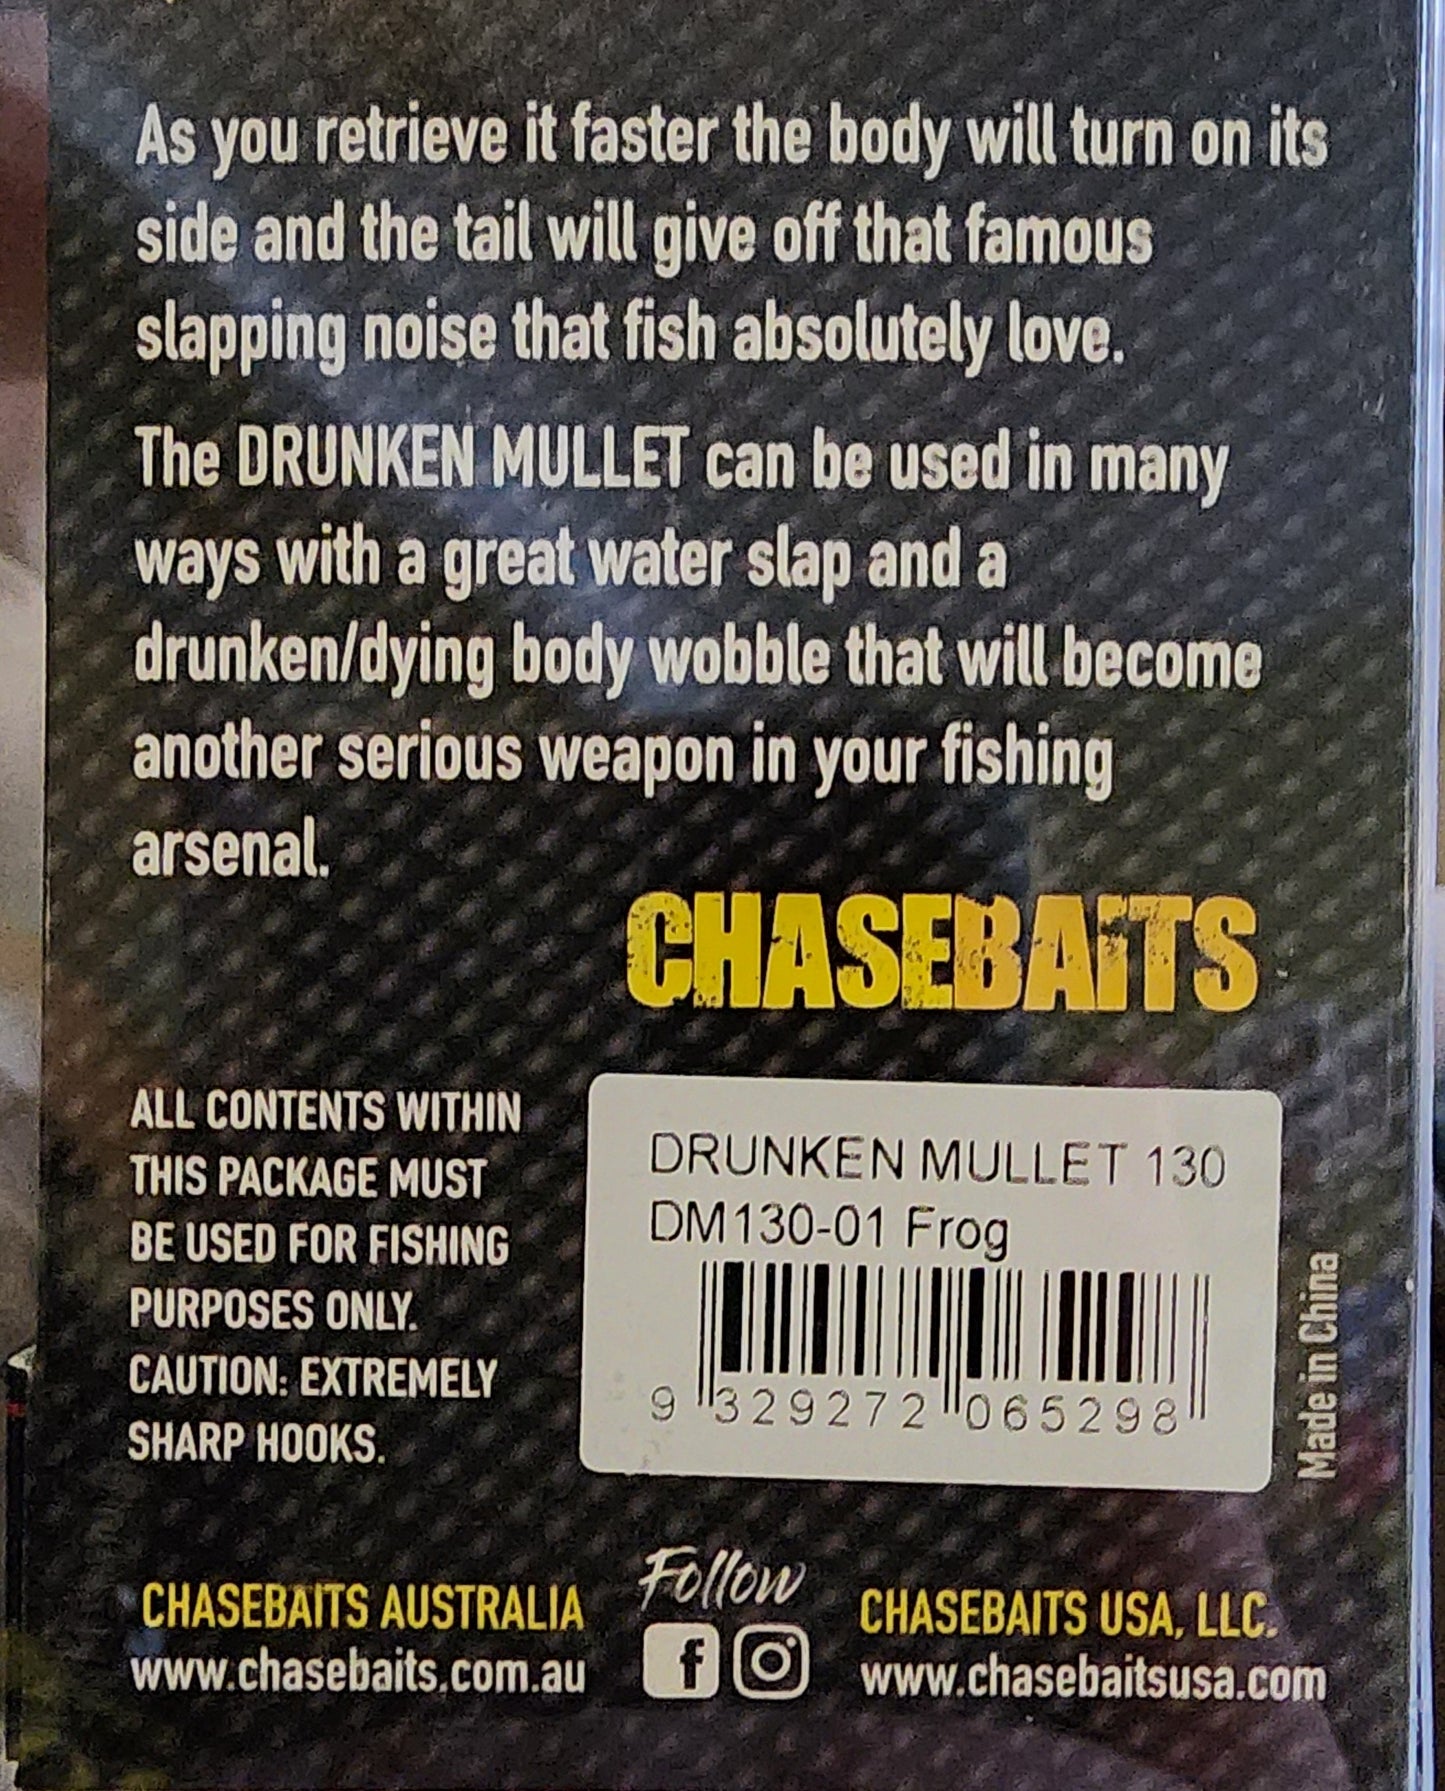 As you retrieve it faster the body will turn on its
side and the tail will give off that famous
slapping noise that fish absolutely love.
The DRUNKEN MULLET can be used in many
ways with a great water slap and a
drunken/dying body wobble that will become
another serious weapon in your fishing
arsenal.
CHASEBAITS
ALL CONTENTS WITHIN
THIS PACKAGE MUST
BE USED FOR FISHING
PURPOSES ONLY.
CAUTION: EXTREMELY
SHARP HOOKS.
DRUNKEN MULLET 130
DM130-01 Frog
9 329272 065298
Made in China
CHASEBAITS AUSTRALIA
www.chasebaits.com.au
Follow
CHASEBAITS USA, LLC.
www.chasebaitsusa.com